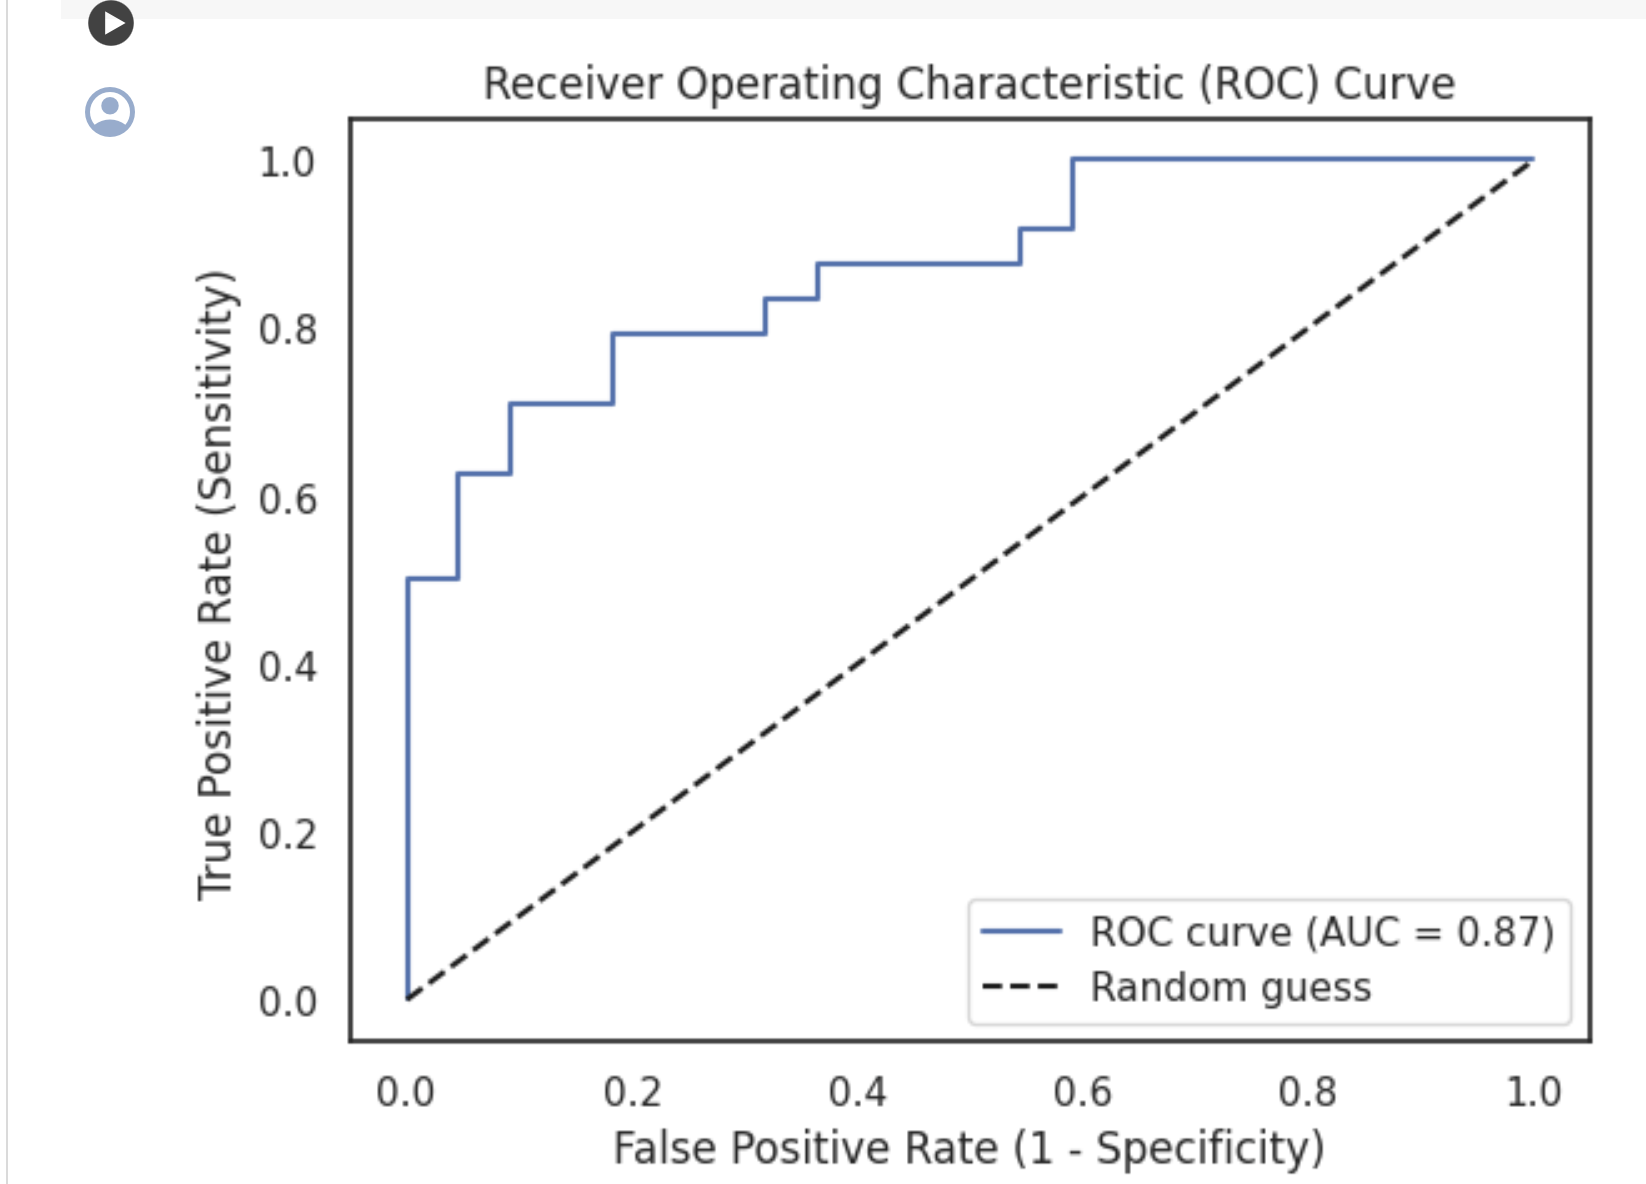 Receiver Operating Characteristic (ROC) Curve
True Positive Rate (Sensitivity)
1.0
0.8
0.6
0.4
0.2
0.0
ROC curve (AUC = 0.87)
Random guess
0.0 0.2 0.4 0.6 0.8 1.0
False Positive Rate (1 - Specificity)